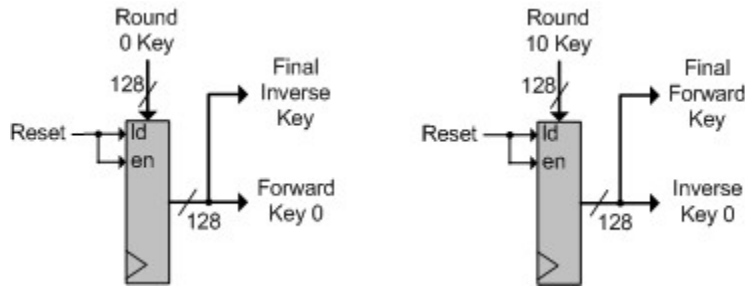 Round
0 Key
128
Final
Inverse
Key
Reset
ld
en
128
Forward
Key 0
Round
10 Key
128
Final
Forward
Key
Reset
ld
en
128
Inverse
Key 0